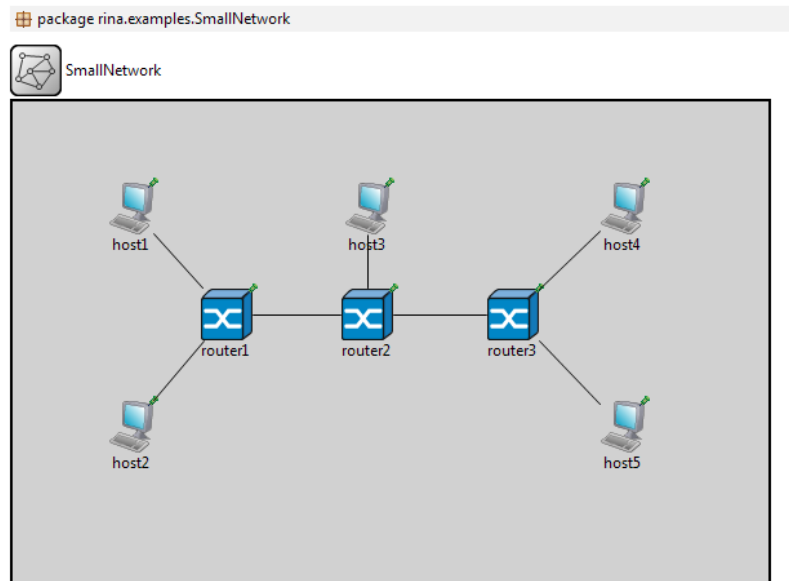 package rina.examples.SmallNetwork
SmallNetwork
host1
host3
host4
router1
router2
router3
host2
host5